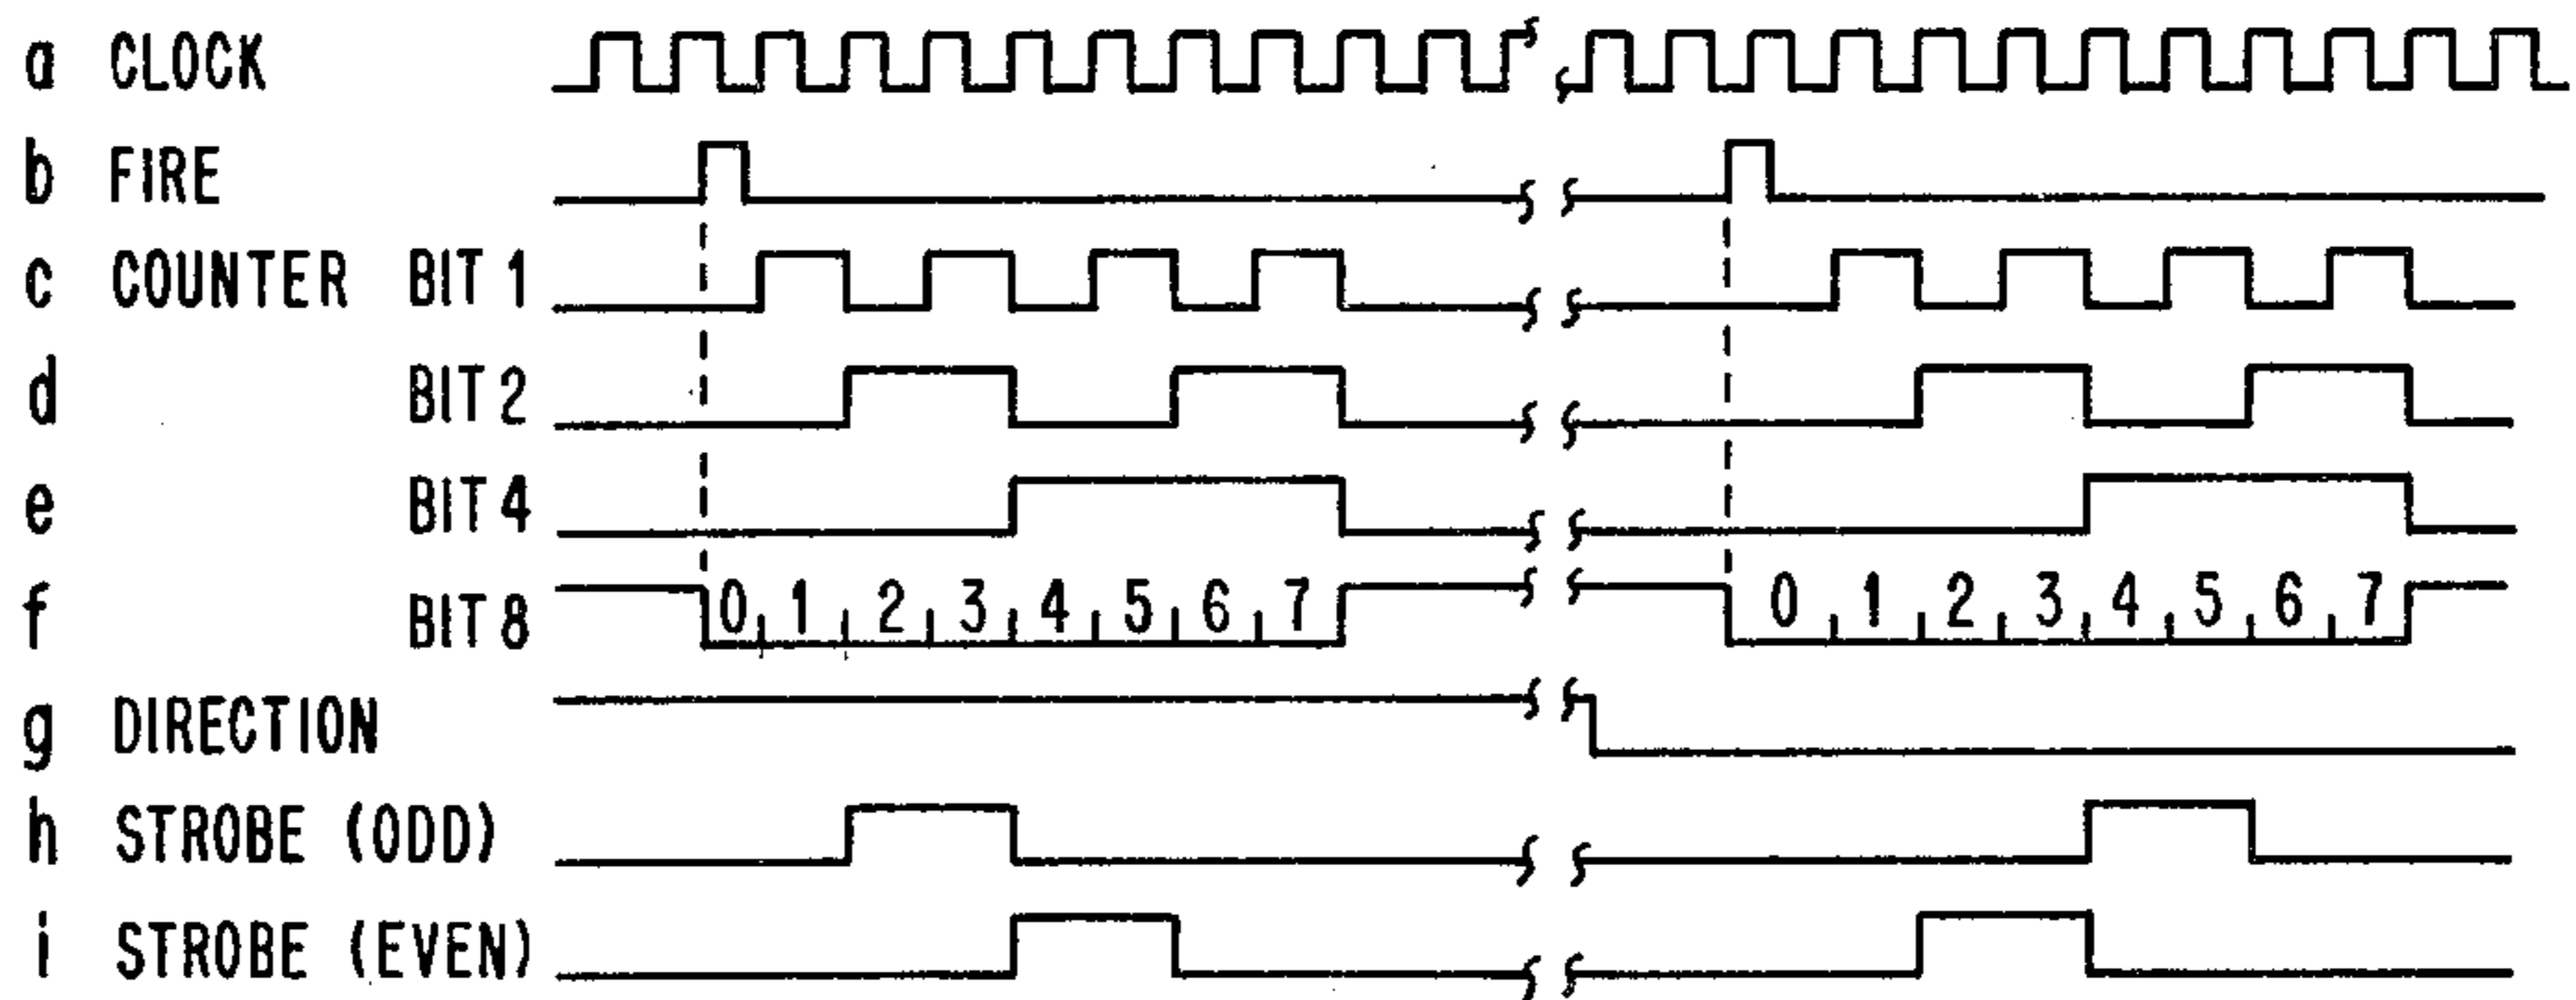 a CLOCK
b FIRE
c COUNTER BIT 1
d BIT 2
e BIT 4
f BIT 8 0 1 2 3 4 5 6 7 0 1 2 3 4 5 6 7
g DIRECTION
h STROBE (ODD)
i STROBE (EVEN)